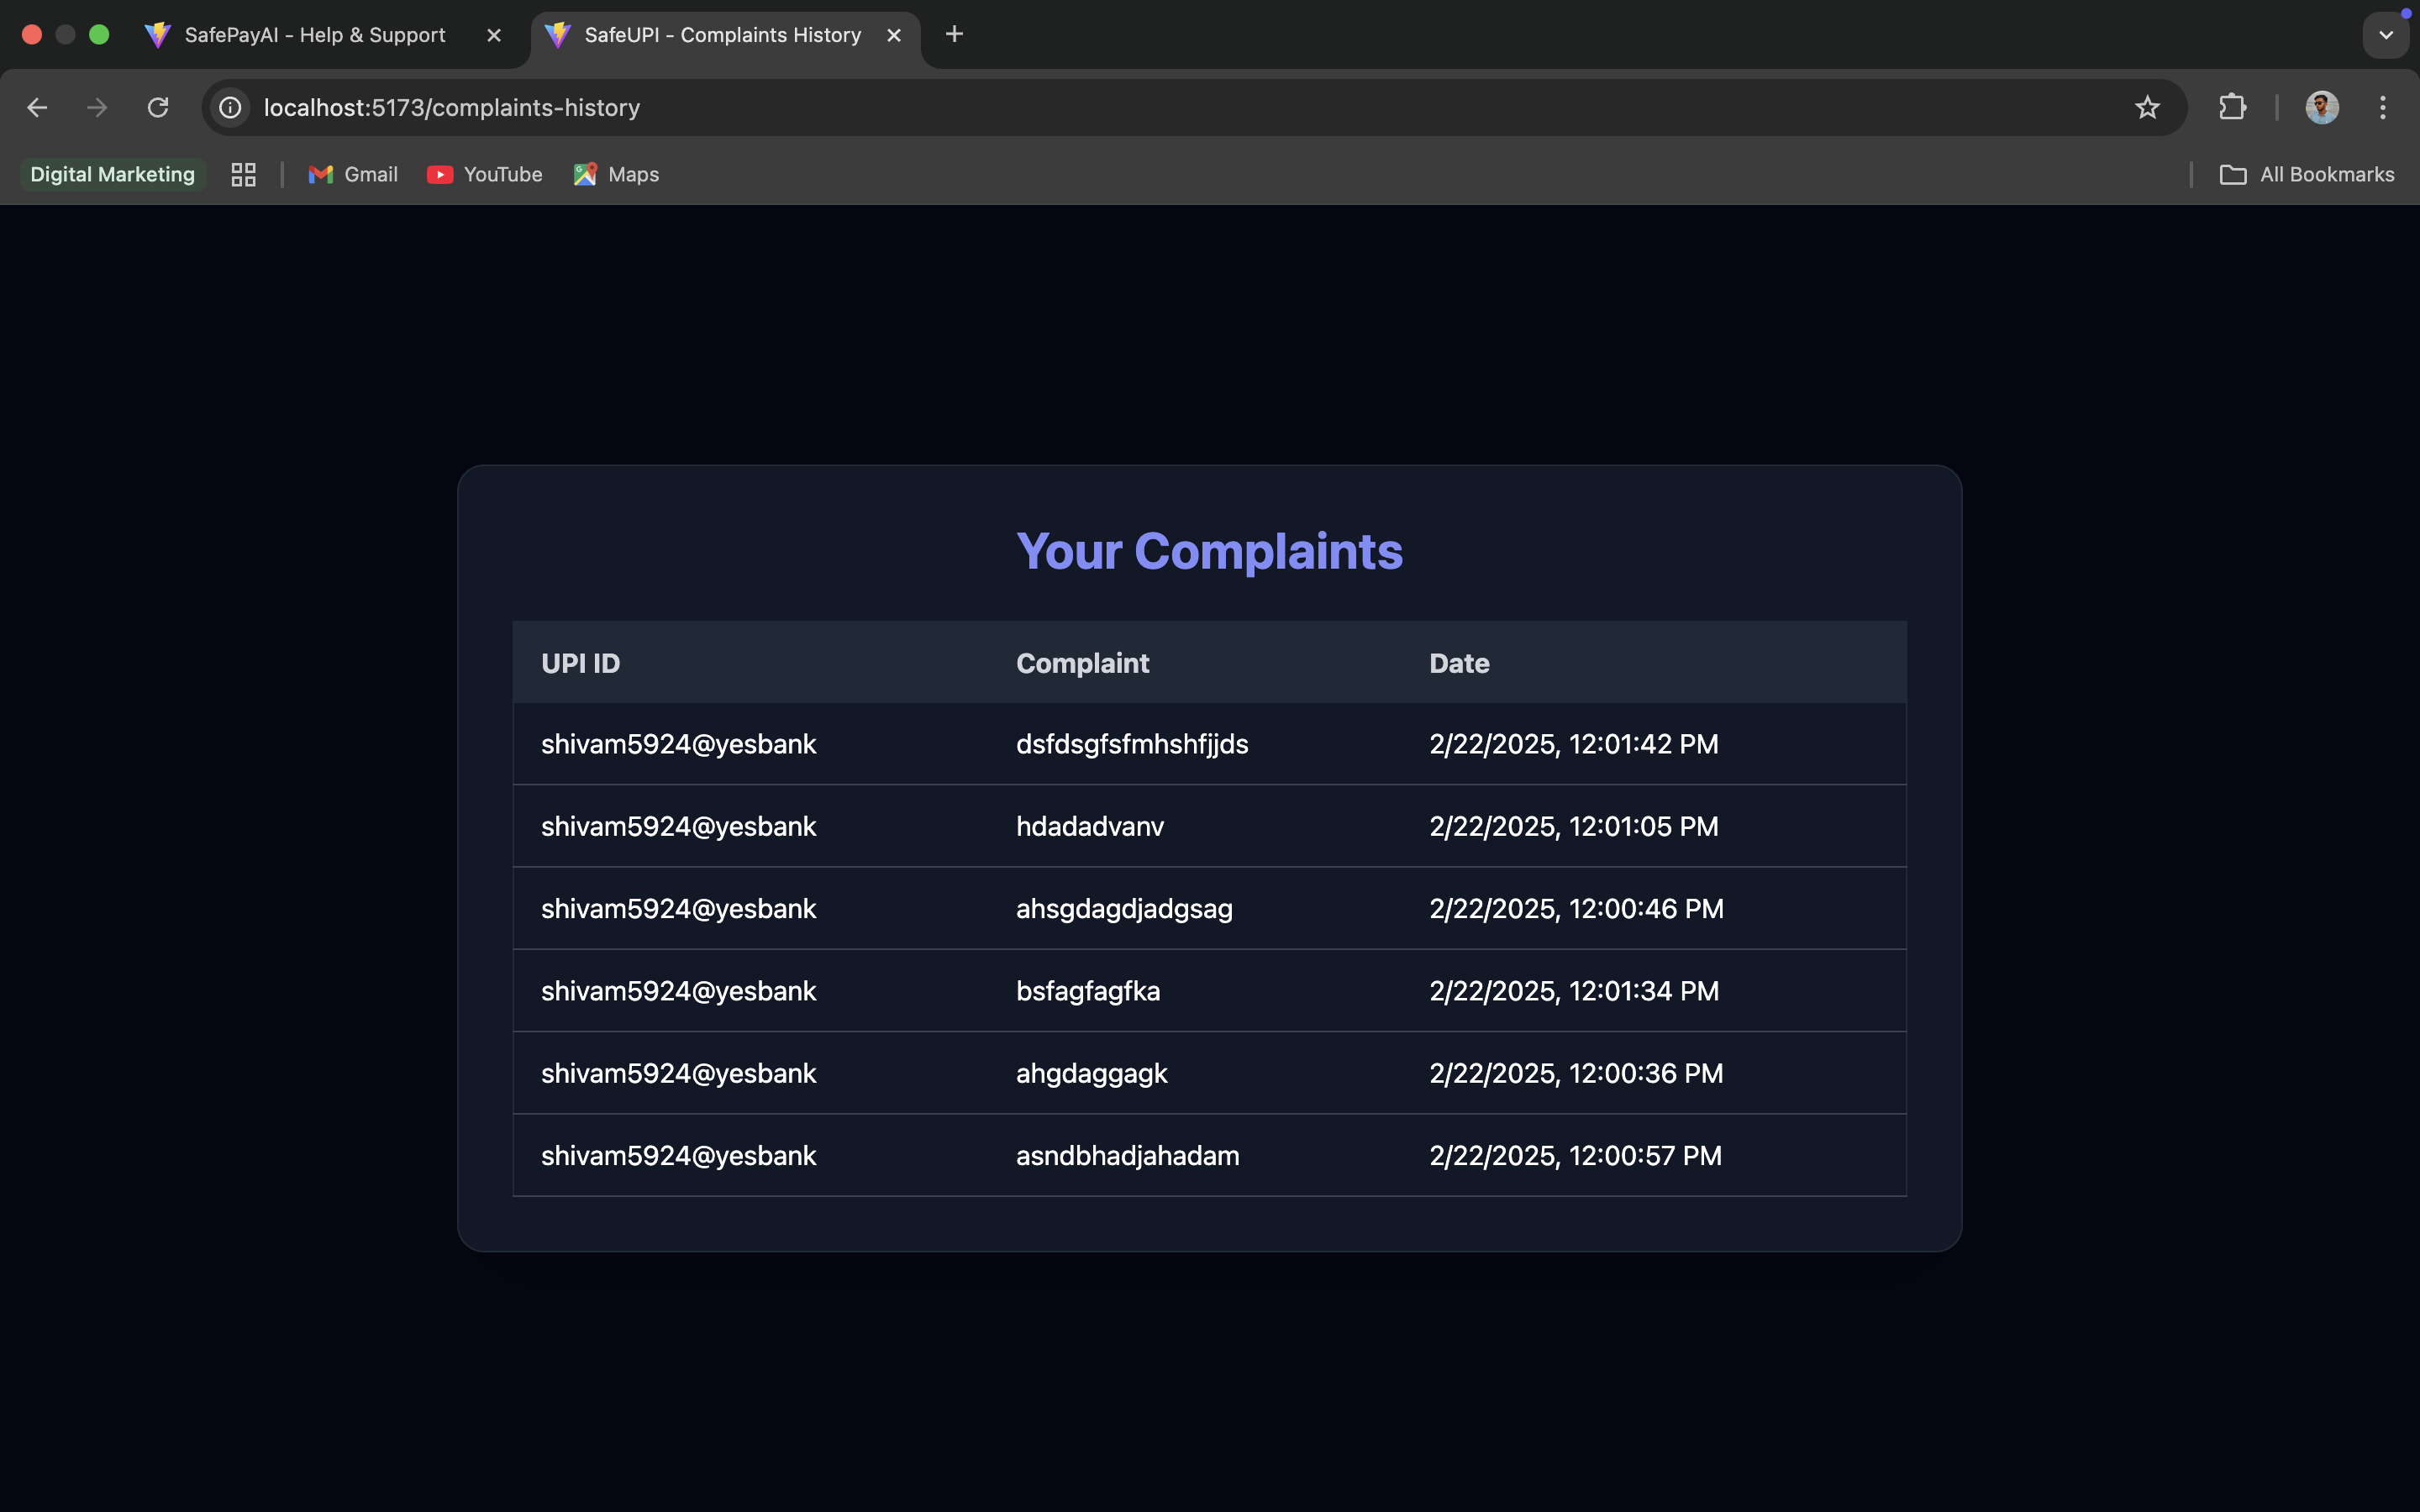 SafePayAI - Help & Support
SafeUPI - Complaints History
localhost:5173/complaints-history
Digital Marketing Gmail YouTube Maps All Bookmarks
Your Complaints
UPI ID Complaint Date
shivam5924@yesbank dsfdsgfsfmhshfjjds 2/22/2025, 12:01:42 PM
shivam5924@yesbank hdadadvanv 2/22/2025, 12:01:05 PM
shivam5924@yesbank ahsgdagdjadgsag 2/22/2025, 12:00:46 PM
shivam5924@yesbank bsfagfagfka 2/22/2025, 12:01:34 PM
shivam5924@yesbank ahgdaggagk 2/22/2025, 12:00:36 PM
shivam5924@yesbank asndbhadjahadam 2/22/2025, 12:00:57 PM